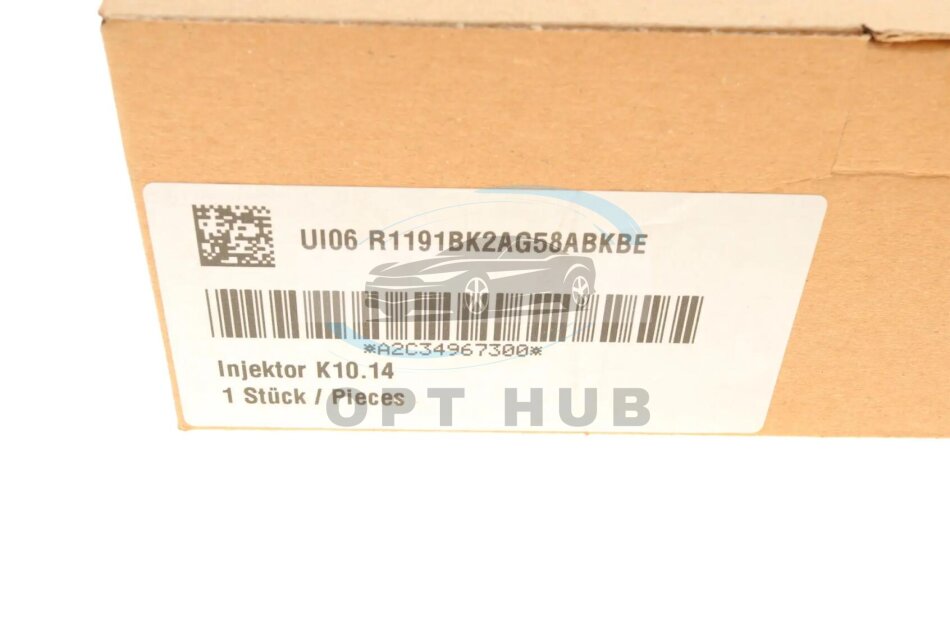 UI06 R1191BK2AG58ABKBE
*A2C34967300*
Injektor K10.14
1 Stück / Pieces
OPT HUB